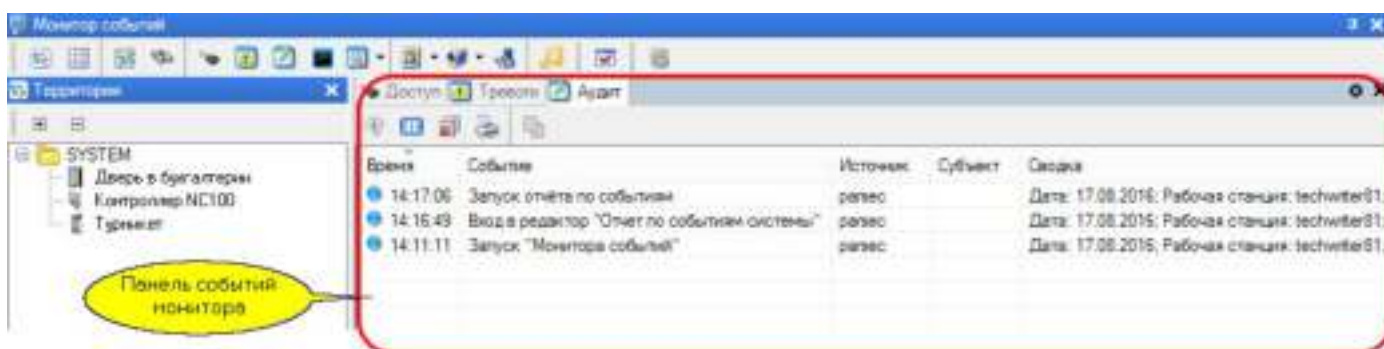 Монитор событий
Территории
Доступ Тревоги Аудит
SYSTEM
Дверь в бухгалтерии
Контроллер NC100
Турникет
Время Событие Источник Субъект Сводка
14:17:06 Запуск отчёта по событиям parsec Дата: 17.08.2016; Рабочая станция: techwriter81;
14:16:49 Вход в редактор "Отчет по событиям системы" parsec Дата: 17.08.2016; Рабочая станция: techwriter81;
14:11:11 Запуск "Монитора событий" parsec Дата: 17.08.2016; Рабочая станция: techwriter81;
Панель событий
монитора